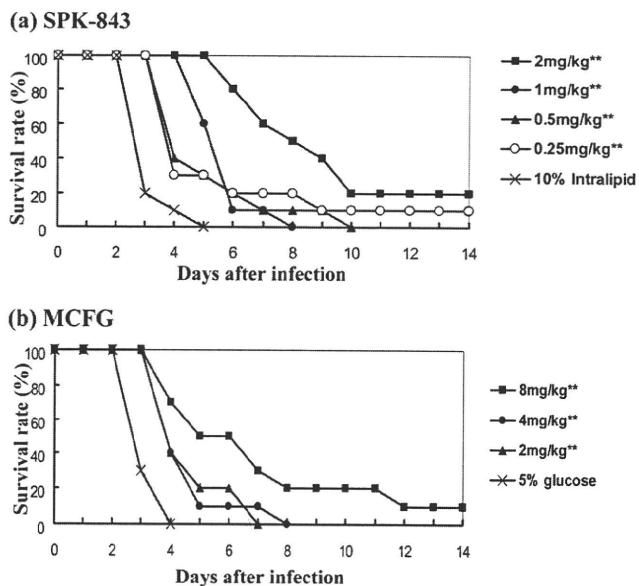 (a) SPK-843
Survival rate (%)
100
80
60
40
20
0
0 2 4 6 8 10 12 14
Days after infection
2mg/kg**
1mg/kg**
0.5mg/kg**
0.25mg/kg**
10% Intralipid
(b) MCFG
Survival rate (%)
100
80
60
40
20
0
0 2 4 6 8 10 12 14
Days after infection
8mg/kg**
4mg/kg**
2mg/kg**
5% glucose